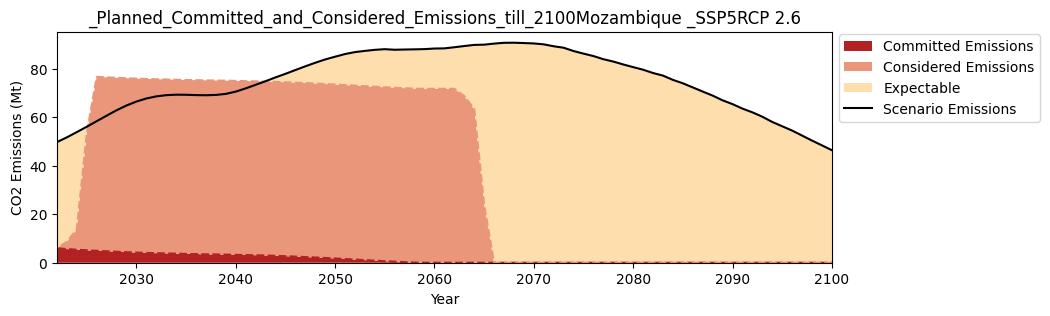 _Planned_Committed_and_Considered_Emissions_till_2100Mozambique _SSP5RCP 2.6
Committed Emissions
Considered Emissions
Expectable
Scenario Emissions
CO2 Emissions (Mt)
80
60
40
20
0
2030 2040 2050 2060 2070 2080 2090 2100
Year